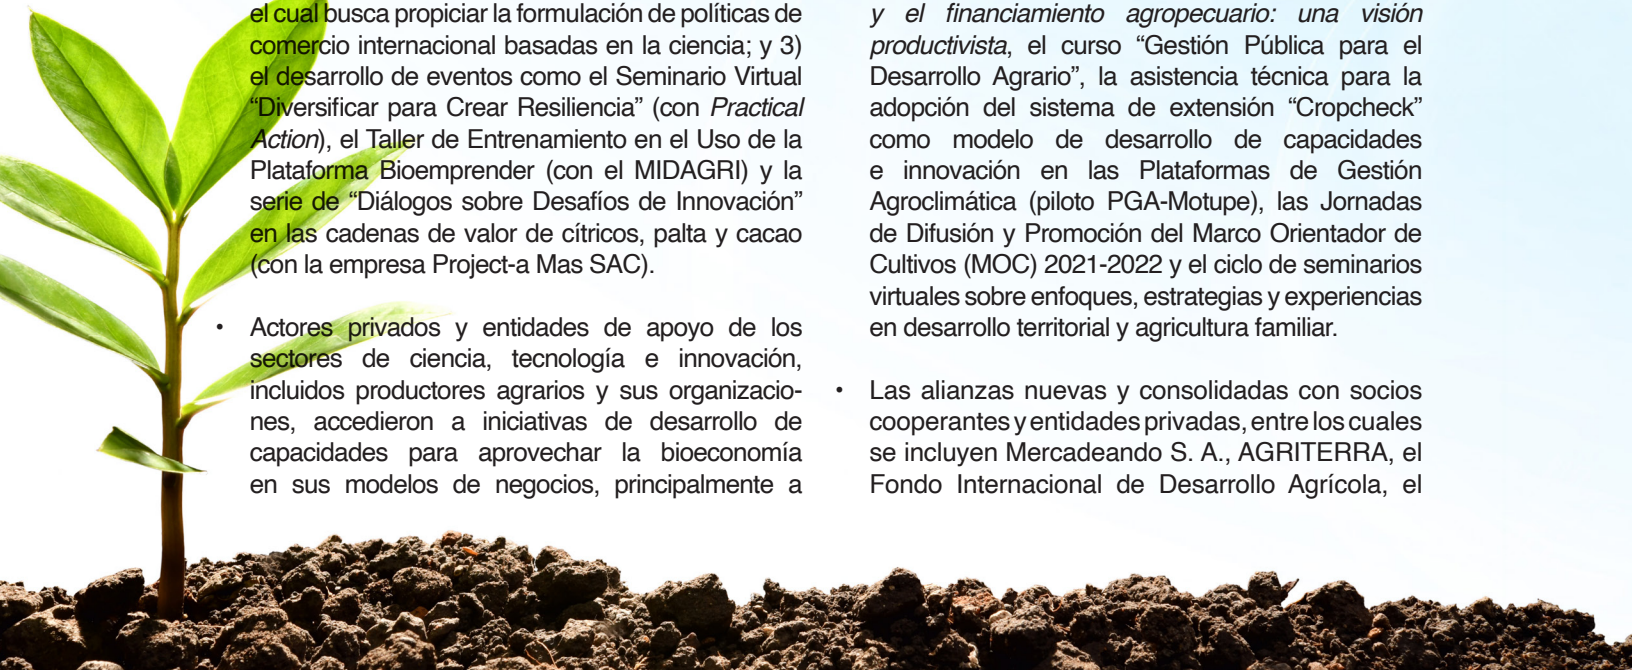 el cual busca propiciar la formulación de políticas de
comercio internacional basadas en la ciencia; y 3)
el desarrollo de eventos como el Seminario Virtual
“Diversificar para Crear Resiliencia” (con Practical
Action), el Taller de Entrenamiento en el Uso de la
Plataforma Bioemprender (con el MIDAGRI) y la
serie de “Diálogos sobre Desafíos de Innovación”
en las cadenas de valor de cítricos, palta y cacao
(con la empresa Project-a Mas SAC).
• Actores privados y entidades de apoyo de los
sectores de ciencia, tecnología e innovación,
incluidos productores agrarios y sus organizacio-
nes, accedieron a iniciativas de desarrollo de
capacidades para aprovechar la bioeconomía
en sus modelos de negocios, principalmente a
y el financiamiento agropecuario: una visión
productivista, el curso “Gestión Pública para el
Desarrollo Agrario”, la asistencia técnica para la
adopción del sistema de extensión “Cropcheck”
como modelo de desarrollo de capacidades
e innovación en las Plataformas de Gestión
Agroclimática (piloto PGA-Motupe), las Jornadas
de Difusión y Promoción del Marco Orientador de
Cultivos (MOC) 2021-2022 y el ciclo de seminarios
virtuales sobre enfoques, estrategias y experiencias
en desarrollo territorial y agricultura familiar.
• Las alianzas nuevas y consolidadas con socios
cooperantes y entidades privadas, entre los cuales
se incluyen Mercadeando S. A., AGRITERRA, el
Fondo Internacional de Desarrollo Agrícola, el